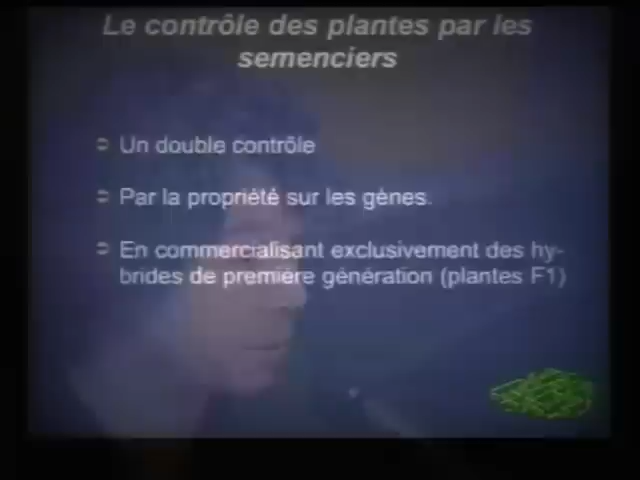 Le contrôle des plantes par les
semenciers
Un double contrôle
Par la propriété sur les gènes.
En commercialisant exclusivement des hy-
brides de première génération (plantes F1)